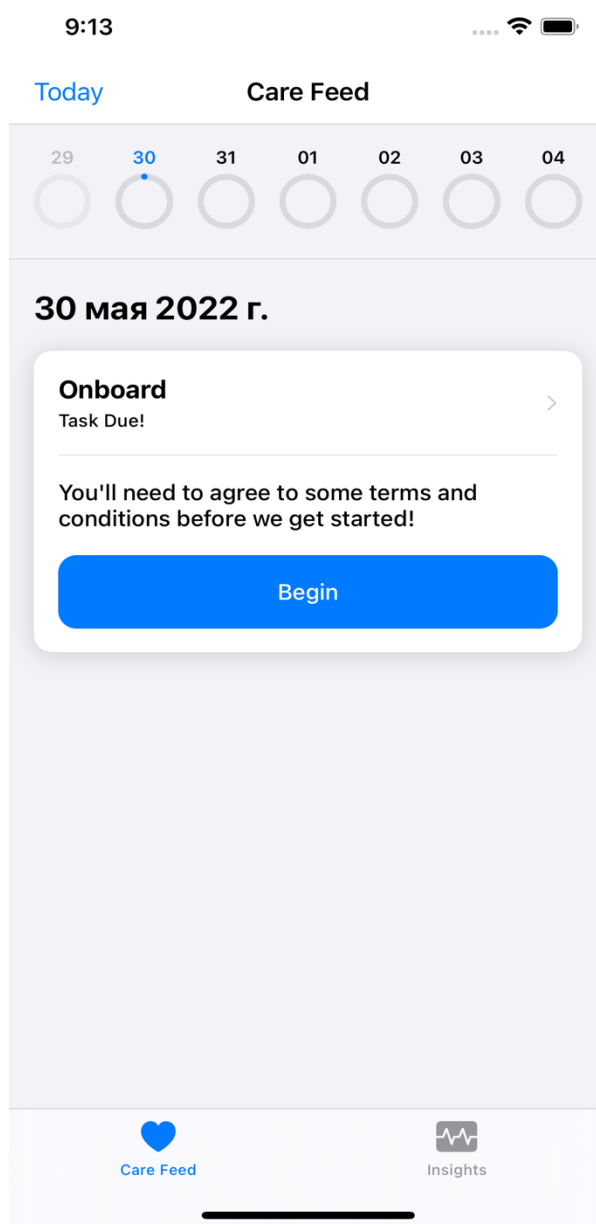 9:13
Today
Care Feed
29 30 31 01 02 03 04
30 мая 2022 г.
Onboard
Task Due!
You'll need to agree to some terms and
conditions before we get started!
Begin
Care Feed
Insights